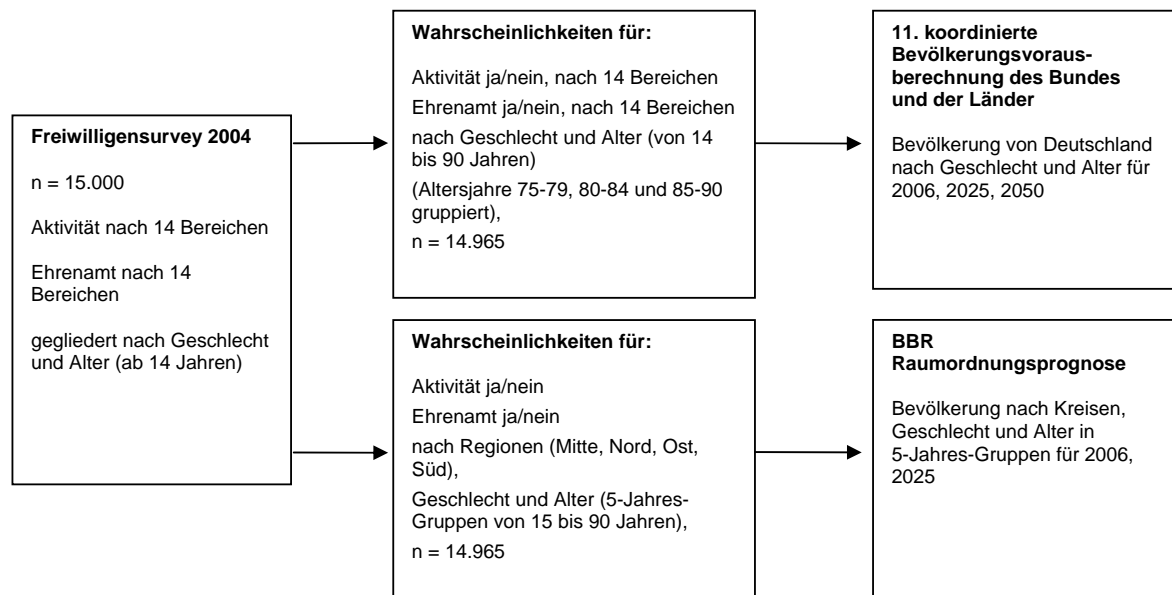 Freiwilligensurvey 2004
n = 15.000
Aktivität nach 14 Bereichen
Ehrenamt nach 14
Bereichen
gegliedert nach Geschlecht
und Alter (ab 14 Jahren)
Wahrscheinlichkeiten für:
Aktivität ja/nein, nach 14 Bereichen
Ehrenamt ja/nein, nach 14 Bereichen
nach Geschlecht und Alter (von 14
bis 90 Jahren)
(Altersjahre 75-79, 80-84 und 85-90
gruppiert),
n = 14.965
11. koordinierte
Bevölkerungsvoraus-
berechnung des Bundes
und der Länder
Bevölkerung von Deutschland
nach Geschlecht und Alter für
2006, 2025, 2050
Wahrscheinlichkeiten für:
Aktivität ja/nein
Ehrenamt ja/nein
nach Regionen (Mitte, Nord, Ost,
Süd),
Geschlecht und Alter (5-Jahres-
Gruppen von 15 bis 90 Jahren),
n = 14.965
BBR
Raumordnungsprognose
Bevölkerung nach Kreisen,
Geschlecht und Alter in
5-Jahres-Gruppen für 2006,
2025